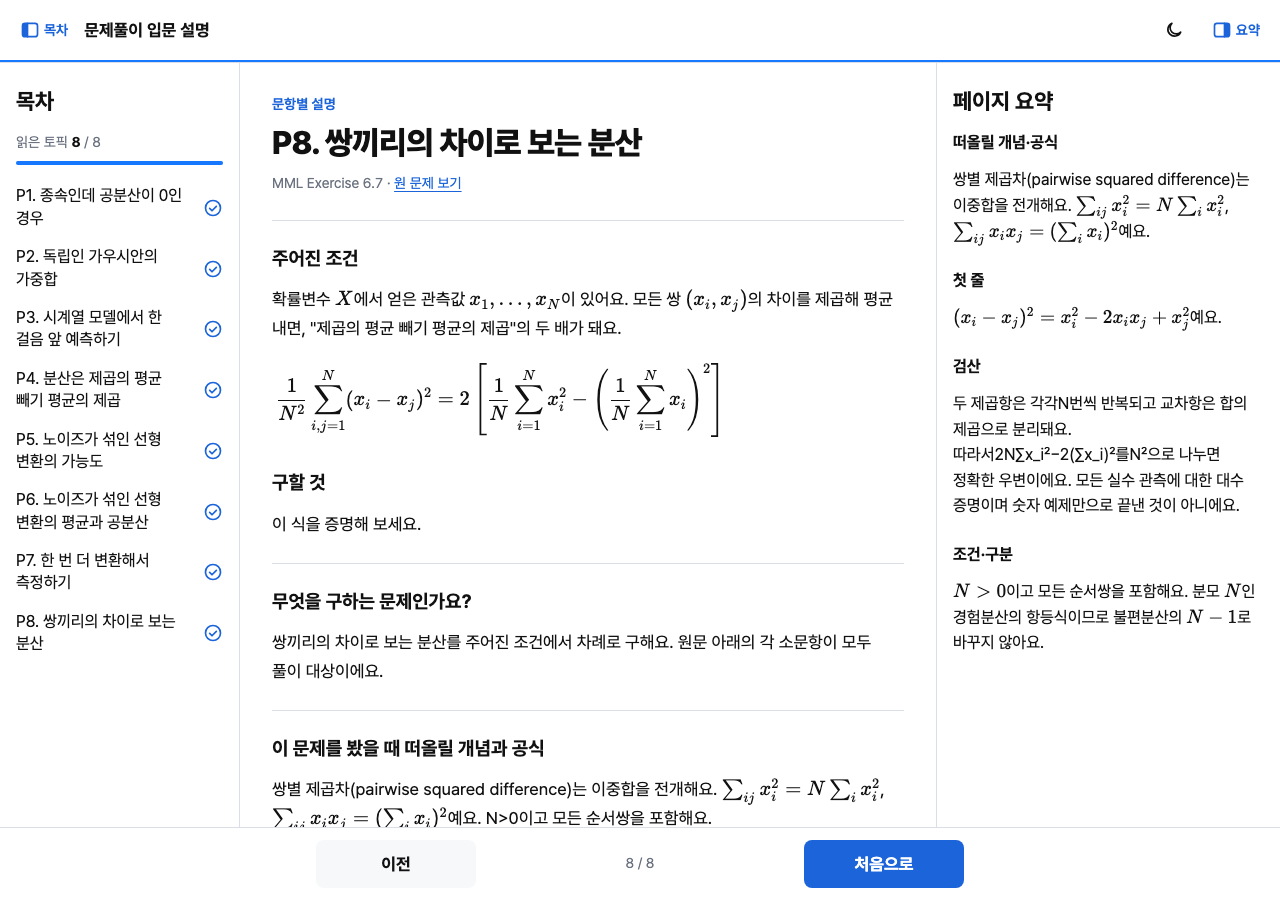 목차
문제풀이 입문 설명
요약
목차
읽은 토픽 8 / 8
P1. 종속인데 공분산이 0인
경우
P2. 독립인 가우시안의
가중합
P3. 시계열 모델에서 한
걸음 앞 예측하기
P4. 분산은 제곱의 평균
빼기 평균의 제곱
P5. 노이즈가 섞인 선형
변환의 가능도
P6. 노이즈가 섞인 선형
변환의 평균과 공분산
P7. 한 번 더 변환해서
측정하기
P8. 쌍끼리의 차이로 보는
분산
문항별 설명
P8. 쌍끼리의 차이로 보는 분산
MML Exercise 6.7 · 원 문제 보기
주어진 조건
확률변수 X에서 얻은 관측값 x_1, . . . , x_N이 있어요. 모든 쌍 (x_i, x_j)의 차이를 제곱해 평균
내면, "제곱의 평균 빼기 평균의 제곱"의 두 배가 돼요.
\frac{1}{N^2} \sum_{i,j=1}^{N} (x_i − x_j)^2 = 2 \left[ \frac{1}{N} \sum_{i=1}^{N} x_i^2 − \left( \frac{1}{N} \sum_{i=1}^{N} x_i \right)^2 \right]
구할 것
이 식을 증명해 보세요.
무엇을 구하는 문제인가요?
쌍끼리의 차이로 보는 분산를 주어진 조건에서 차례로 구해요. 원문 아래의 각 소문항이 모두
풀이 대상이에요.
이 문제를 봤을 때 떠올릴 개념과 공식
쌍별 제곱차(pairwise squared difference)는 이중합을 전개해요. ∑_{ij} x_i^2 = N ∑_i x_i^2,
∑_{ij} x_i x_j = (∑_i x_i)^2예요. N>0이고 모든 순서쌍을 포함해요.
페이지 요약
떠올릴 개념·공식
쌍별 제곱차(pairwise squared difference)는
이중합을 전개해요. ∑_{ij} x_i^2 = N ∑_i x_i^2,
∑_{ij} x_i x_j = (∑_i x_i)^2예요.
첫 줄
(x_i − x_j)^2 = x_i^2 − 2x_i x_j + x_j^2예요.
검산
두 제곱항은 각각N번씩 반복되고 교차항은 합의
제곱으로 분리돼요.
따라서2N∑x_i²−2(∑x_i)²를N²으로 나누면
정확한 우변이에요. 모든 실수 관측에 대한 대수
증명이며 숫자 예제만으로 끝낸 것이 아니에요.
조건·구분
N > 0이고 모든 순서쌍을 포함해요. 분모 N인
경험분산의 항등식이므로 불편분산의 N − 1로
바꾸지 않아요.
이전
8 / 8
처음으로